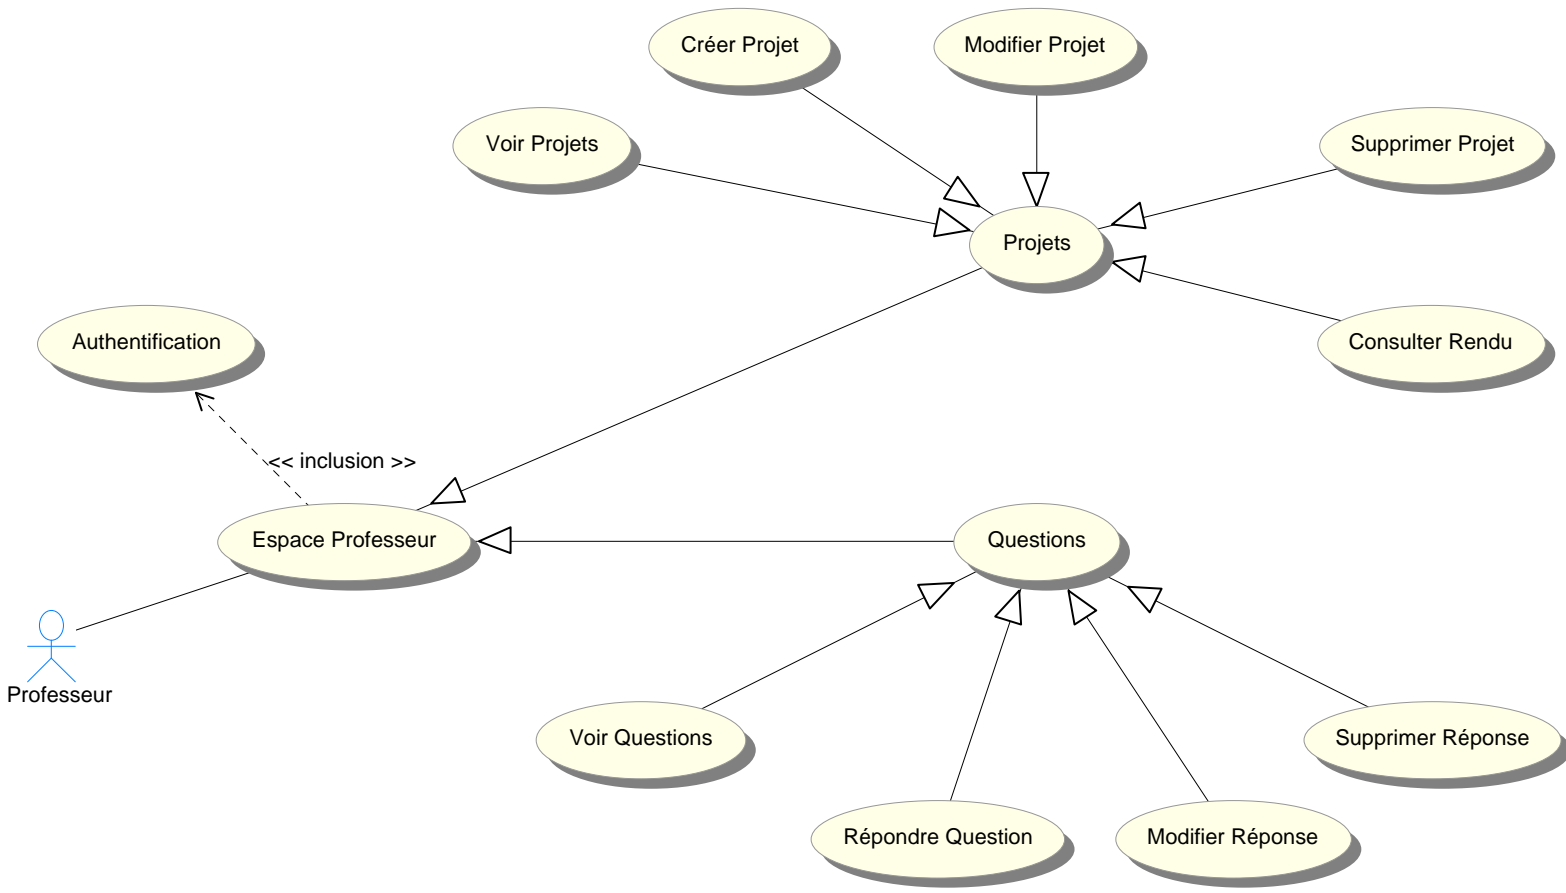 Créer Projet
Modifier Projet
Voir Projets
Supprimer Projet
Projets
Authentification
Consulter Rendu
<< inclusion >>
Espace Professeur
Questions
Professeur
Voir Questions
Supprimer Réponse
Répondre Question
Modifier Réponse